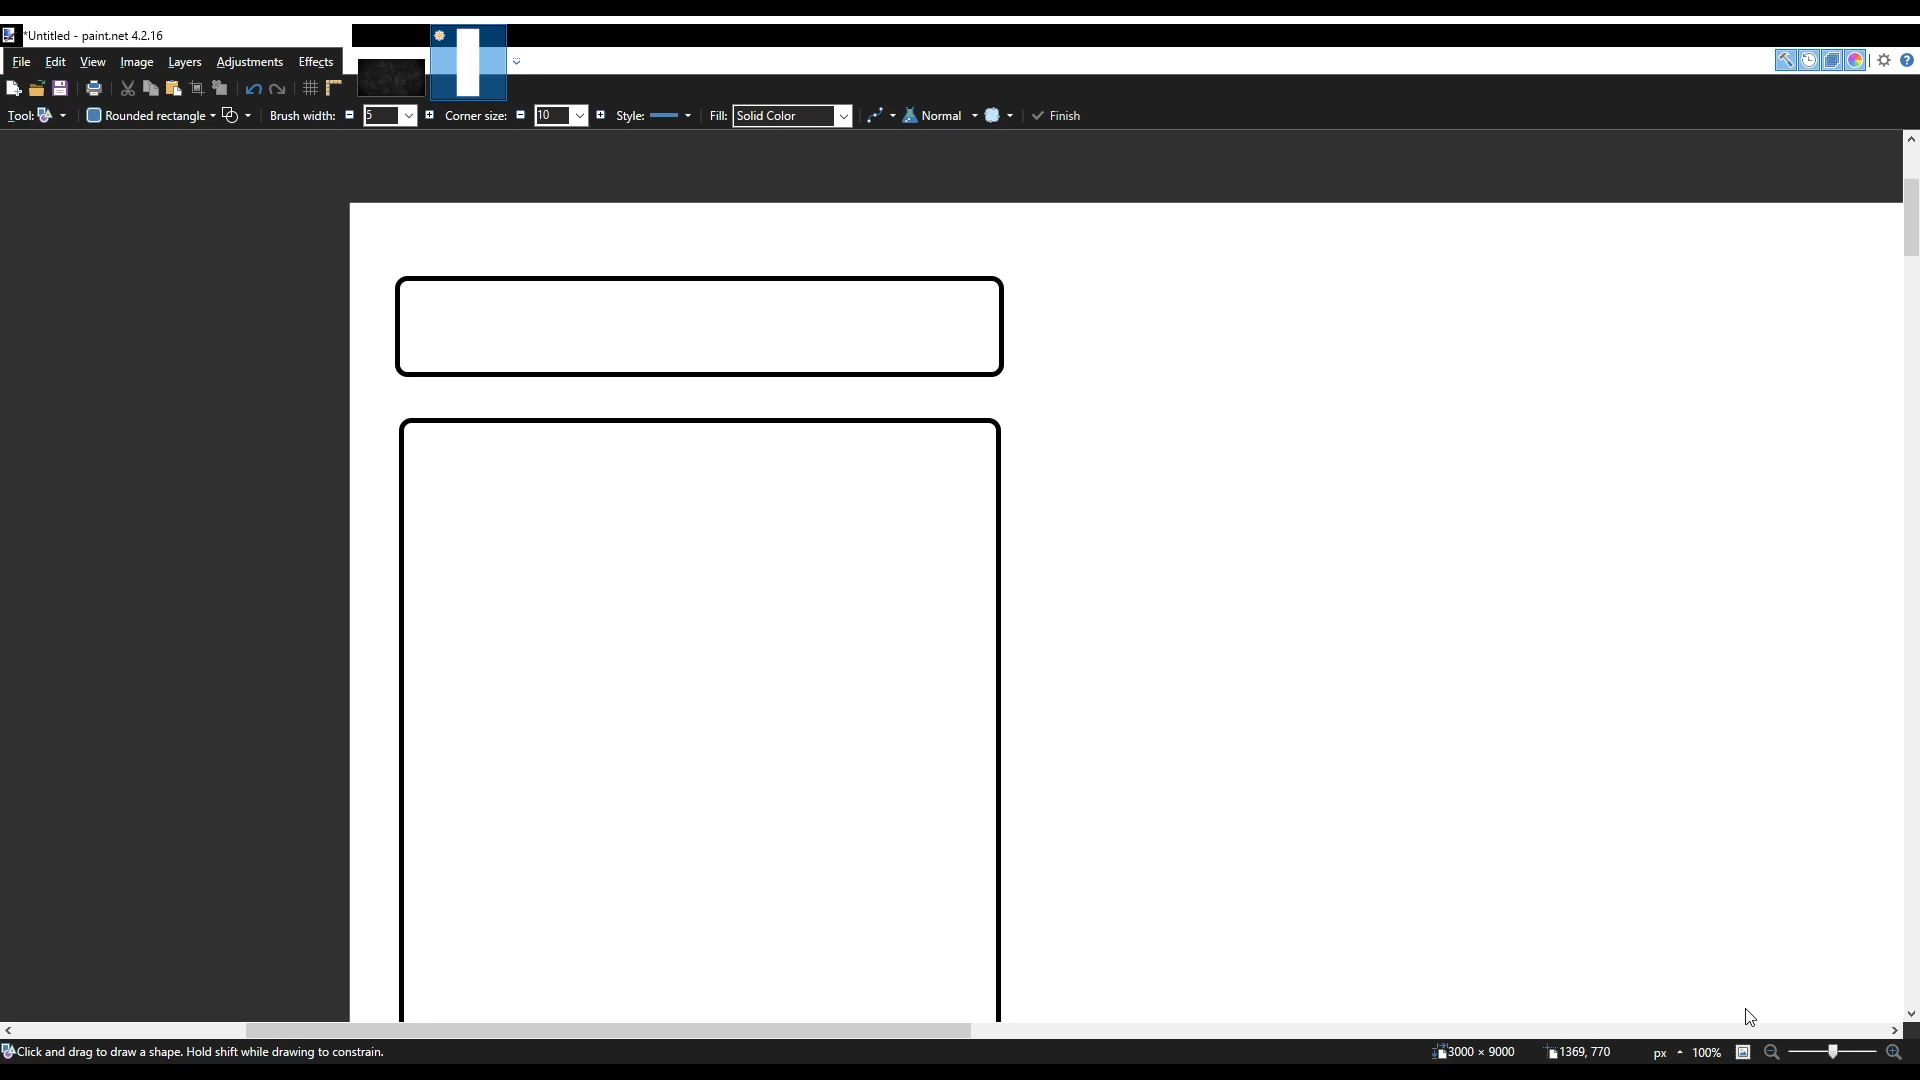 *Untitled - paint.net 4.2.16
File Edit View Image Layers Adjustments Effects
Tool: Rounded rectangle Brush width: 5 Corner size: 10 Style: Fill: Solid Color Normal Finish
Click and drag to draw a shape. Hold shift while drawing to constrain. 3000 × 9000 1369, 770 px 100%